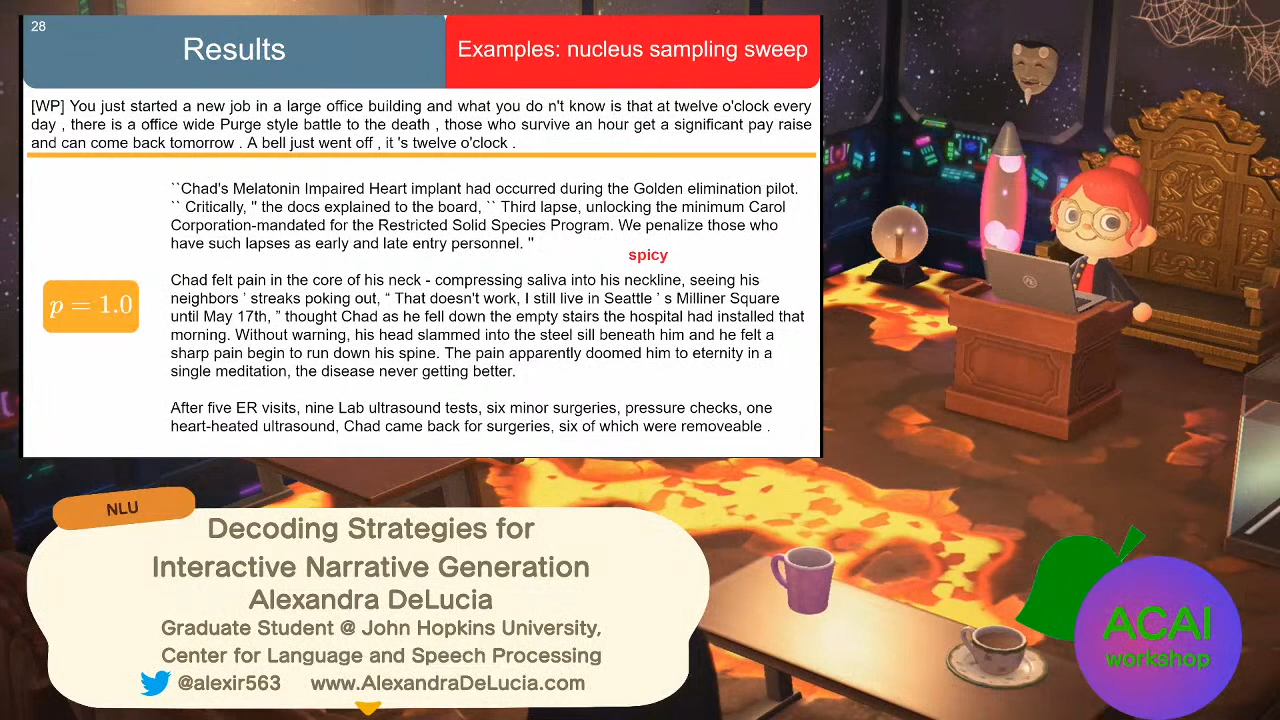 28
Results
Examples: nucleus sampling sweep
[WP] You just started a new job in a large office building and what you do n't know is that at twelve o'clock every
day , there is a office wide Purge style battle to the death , those who survive an hour get a significant pay raise
and can come back tomorrow . A bell just went off , it 's twelve o'clock .
``Chad's Melatonin Impaired Heart implant had occurred during the Golden elimination pilot.
`` Critically, '' the docs explained to the board, `` Third lapse, unlocking the minimum Carol
Corporation-mandated for the Restricted Solid Species Program. We penalize those who
have such lapses as early and late entry personnel. ''
spicy
Chad felt pain in the core of his neck - compressing saliva into his neckline, seeing his
neighbors ’ streaks poking out, “ That doesn't work, I still live in Seattle ’ s Milliner Square
until May 17th, ” thought Chad as he fell down the empty stairs the hospital had installed that
morning. Without warning, his head slammed into the steel sill beneath him and he felt a
sharp pain begin to run down his spine. The pain apparently doomed him to eternity in a
single meditation, the disease never getting better.
p = 1.0
After five ER visits, nine Lab ultrasound tests, six minor surgeries, pressure checks, one
heart-heated ultrasound, Chad came back for surgeries, six of which were removeable .
NLU
Decoding Strategies for
Interactive Narrative Generation
Alexandra DeLucia
Graduate Student @ John Hopkins University,
Center for Language and Speech Processing
@alexir563 www.AlexandraDeLucia.com
ACAI
workshop